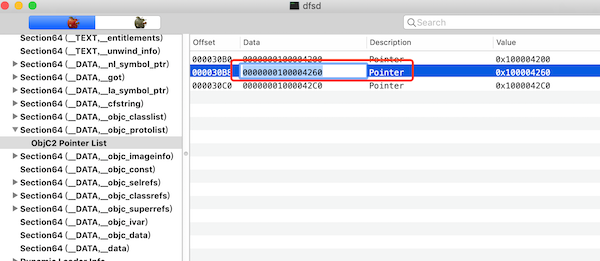 dfsd
Search
Section64 (__TEXT,__entitlements)
Section64 (__TEXT,__unwind_info)
Section64 (__DATA,__nl_symbol_ptr)
Section64 (__DATA,__got)
Section64 (__DATA,__la_symbol_ptr)
Section64 (__DATA,__cfstring)
Section64 (__DATA,__objc_classlist)
Section64 (__DATA,__objc_protolist)
ObjC2 Pointer List
Section64 (__DATA,__objc_imageinfo)
Section64 (__DATA,__objc_const)
Section64 (__DATA,__objc_selrefs)
Section64 (__DATA,__objc_classrefs)
Section64 (__DATA,__objc_superrefs)
Section64 (__DATA,__objc_ivar)
Section64 (__DATA,__objc_data)
Section64 (__DATA,__data)
Dynamic Loader Info
Offset Data Description Value
000030B0 0000000100004200 Pointer 0x100004200
000030B8 0000000100004260 Pointer 0x100004260
000030C0 00000001000042C0 Pointer 0x1000042C0